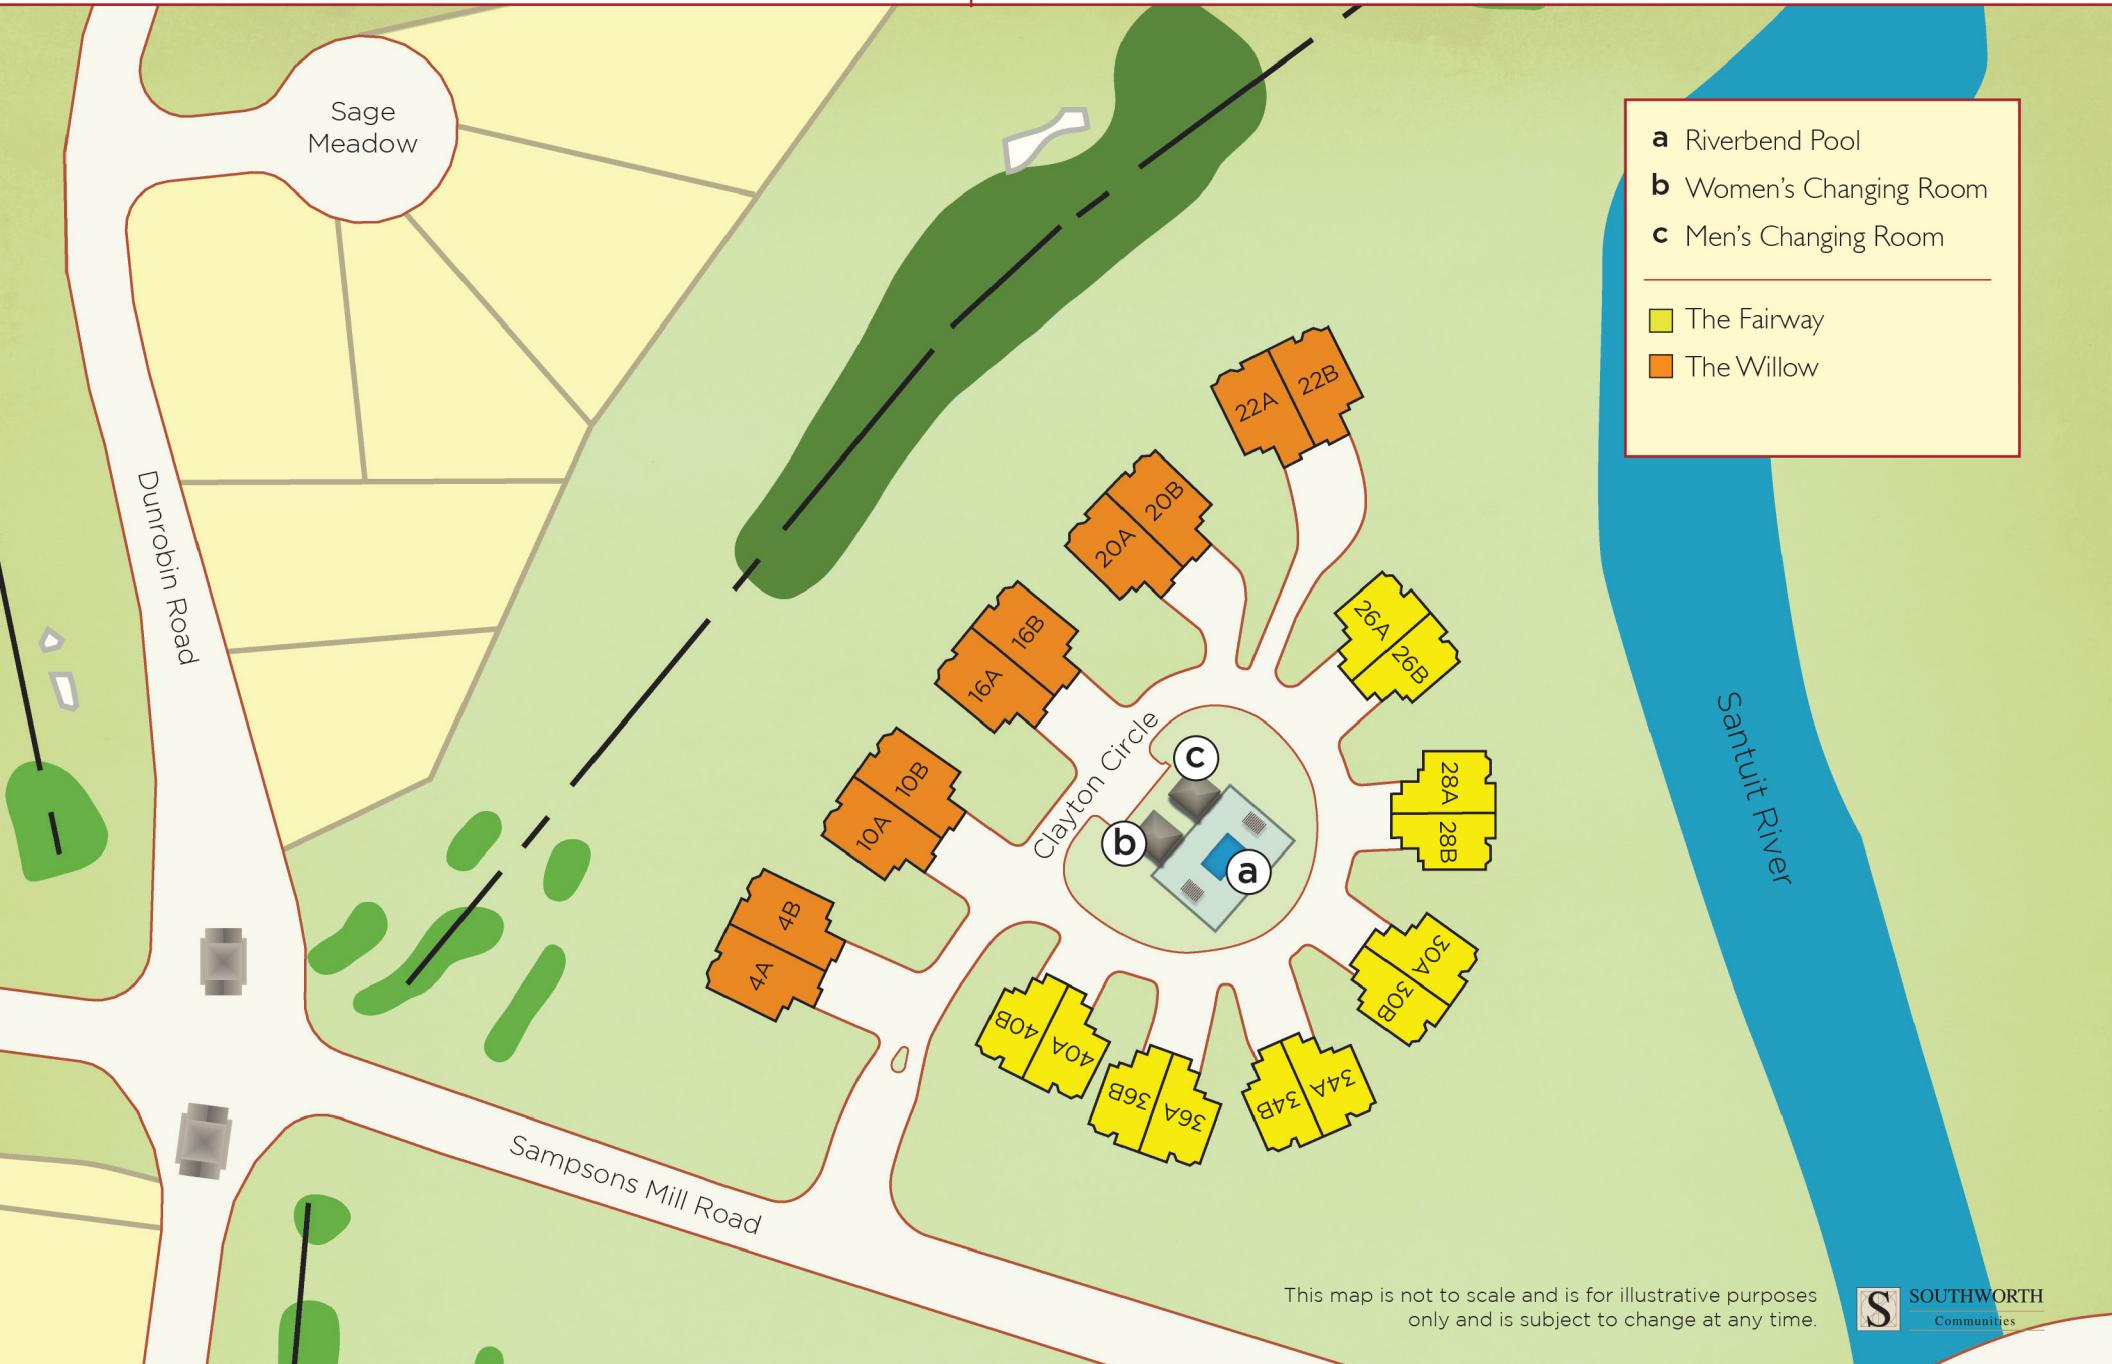 Sage
Meadow
a Riverbend Pool
b Women's Changing Room
c Men's Changing Room
The Fairway
The Willow
22A
22B
20A
20B
16A
16B
10A
10B
4A
4B
26A
26B
28A
28B
30A
30B
34A
34B
36A
36B
40A
40B
Clayton Circle
c
b
a
Dunrobin Road
Santuit River
Sampsons Mill Road
This map is not to scale and is for illustrative purposes
only and is subject to change at any time.
S
SOUTHWORTH
Communities